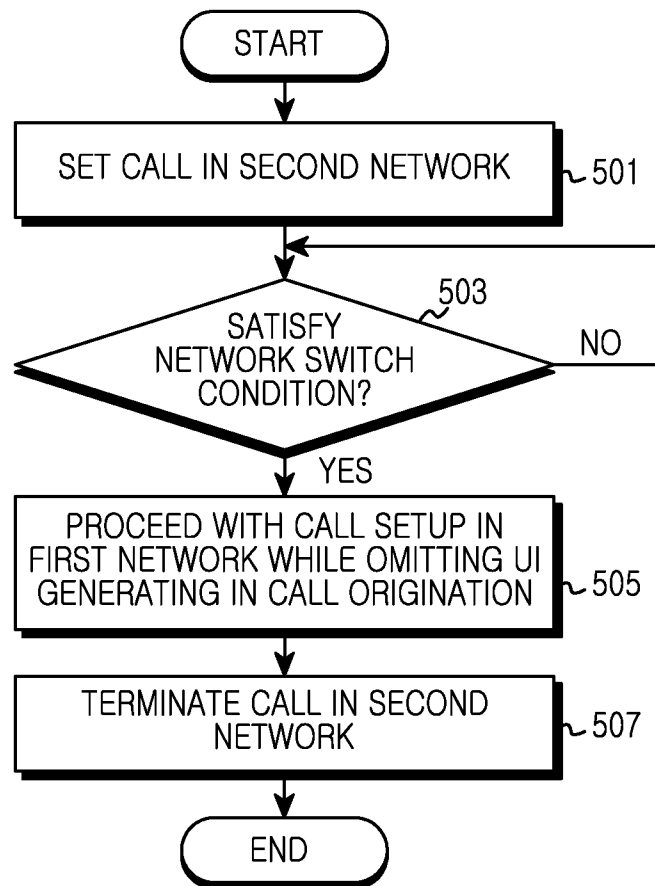 START
SET CALL IN SECOND NETWORK
501
503
SATISFY
NETWORK SWITCH
CONDITION?
NO
YES
PROCEED WITH CALL SETUP IN
FIRST NETWORK WHILE OMITTING UI
GENERATING IN CALL ORIGINATION
505
TERMINATE CALL IN SECOND
NETWORK
507
END